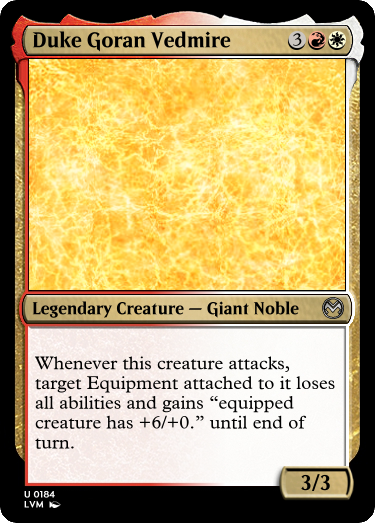 Duke Goran Vedmire 3
Legendary Creature — Giant Noble
Whenever this creature attacks,
target Equipment attached to it loses
all abilities and gains “equipped
creature has +6/+0.” until end of
turn.
3/3
U 0184
LVM